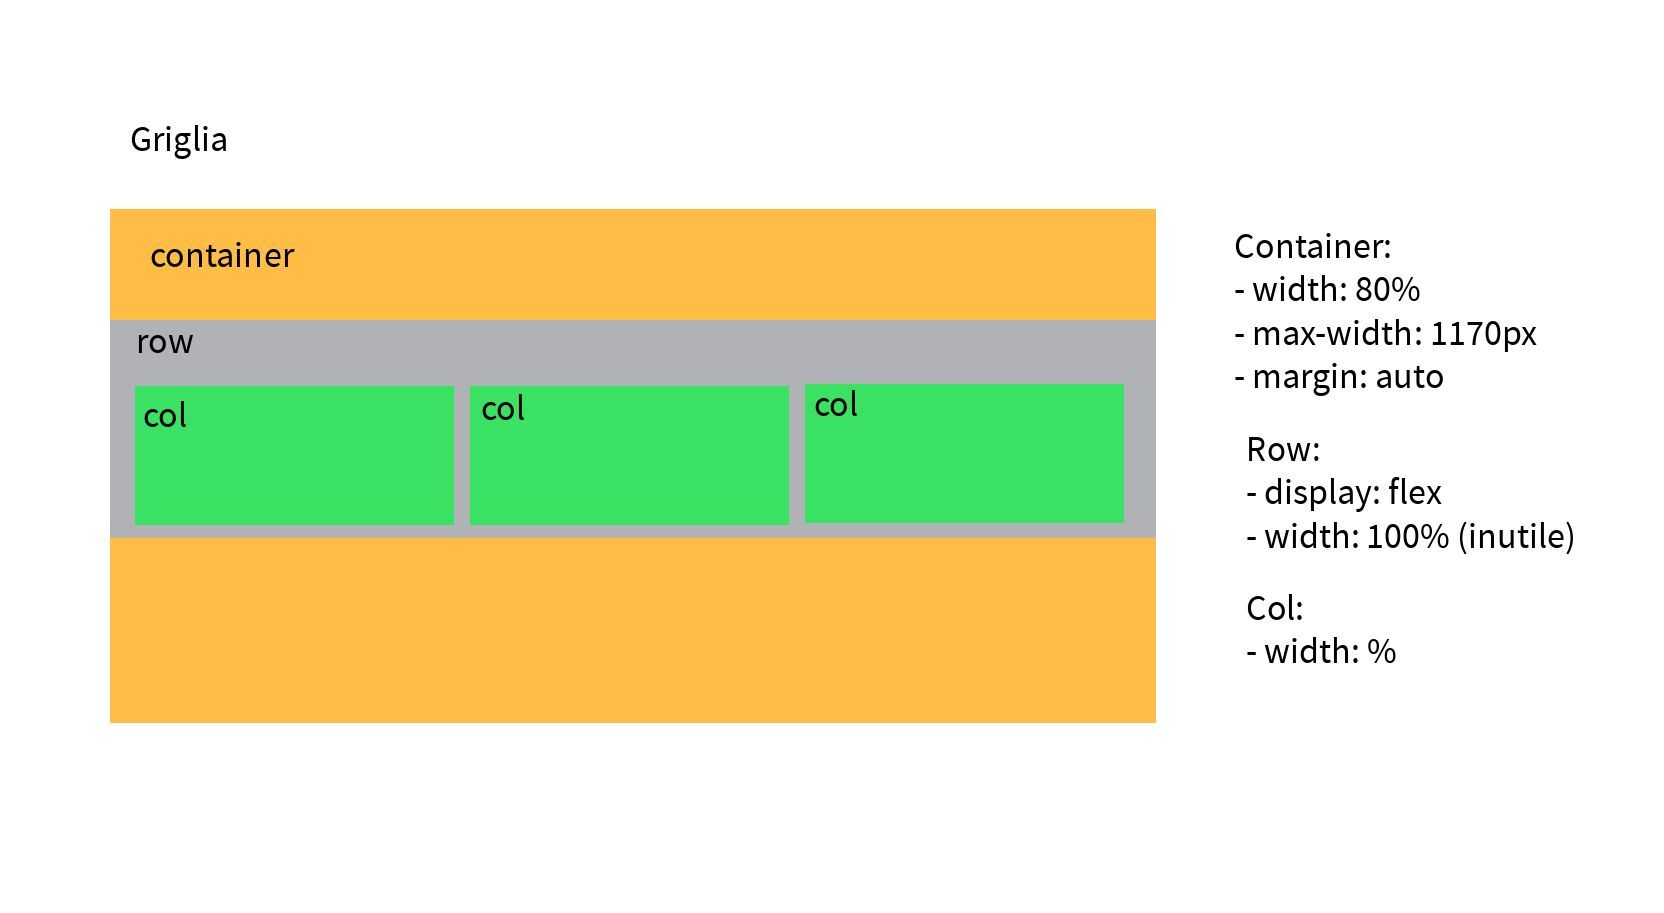 Griglia
container
row
col
col
col
Container:
- width: 80%
- max-width: 1170px
- margin: auto
Row:
- display: flex
- width: 100% (inutile)
Col:
- width: %